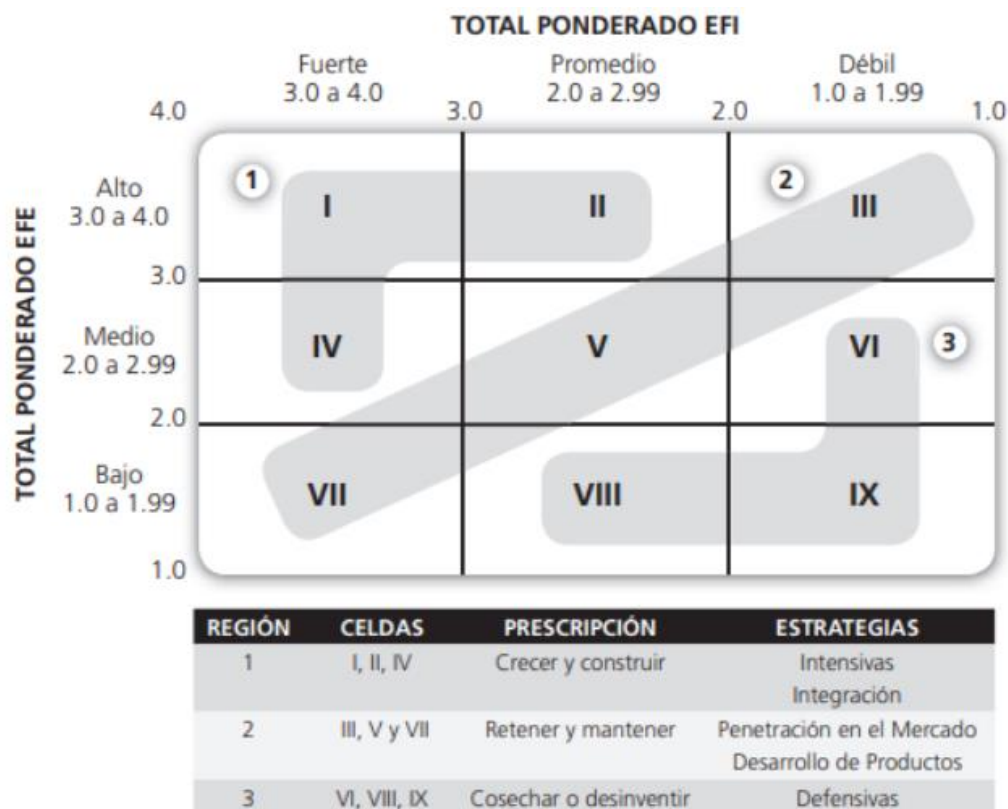 TOTAL PONDERADO EFI
Fuerte
3.0 a 4.0
Promedio
2.0 a 2.99
Débil
1.0 a 1.99
4.0 3.0 2.0 1.0
TOTAL PONDERADO EFE
Alto
3.0 a 4.0
1 I II 2 III
3.0
Medio
2.0 a 2.99
IV V VI 3
2.0
Bajo
1.0 a 1.99
VII VIII IX
1.0
REGIÓN CELDAS PRESCRIPCIÓN ESTRATEGIAS
1 I, II, IV Crecer y construir Intensivas
Integración
2 III, V y VII Retener y mantener Penetración en el Mercado
Desarrollo de Productos
3 VI, VIII, IX Cosechar o desinventir Defensivas